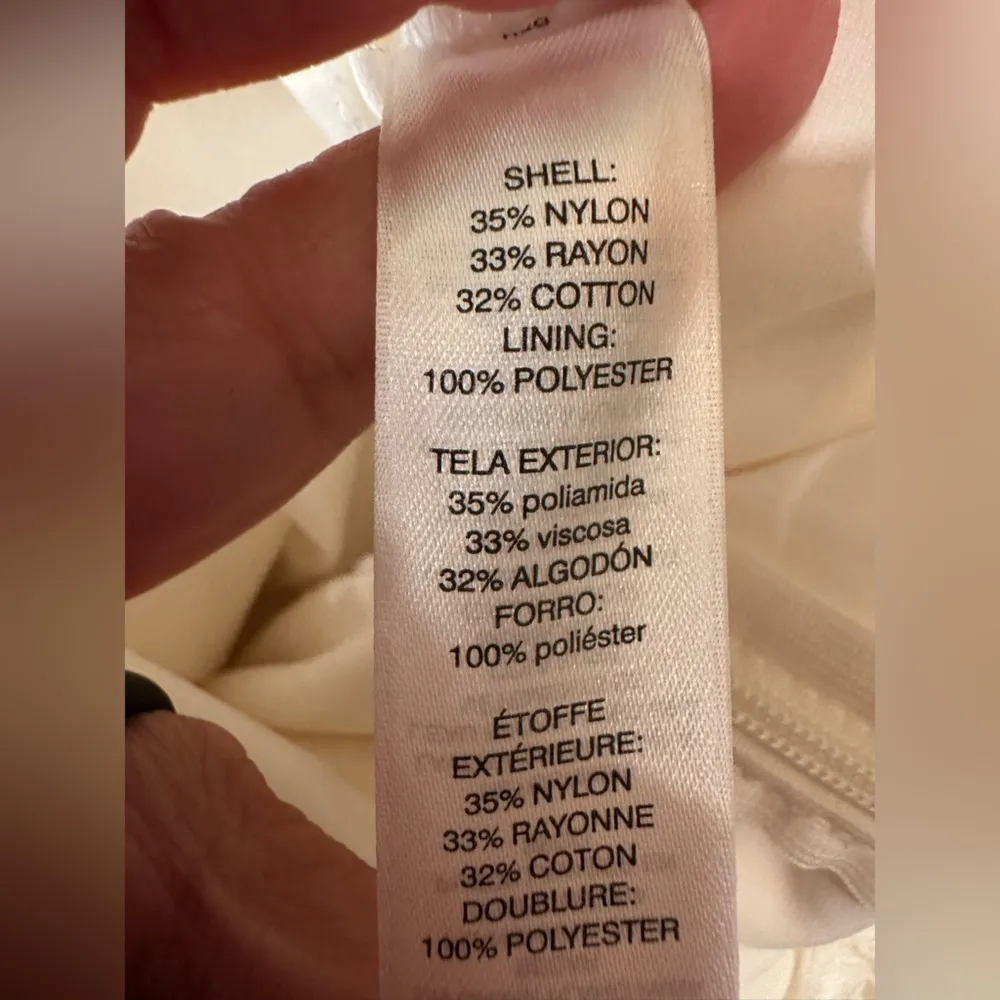 SHELL:
35% NYLON
33% RAYON
32% COTTON
LINING:
100% POLYESTER
TELA EXTERIOR:
35% poliamida
33% viscosa
32% ALGODÓN
FORRO:
100% poliéster
ÉTOFFE
EXTÉRIEURE:
35% NYLON
33% RAYONNE
32% COTON
DOUBLURE:
100% POLYESTER